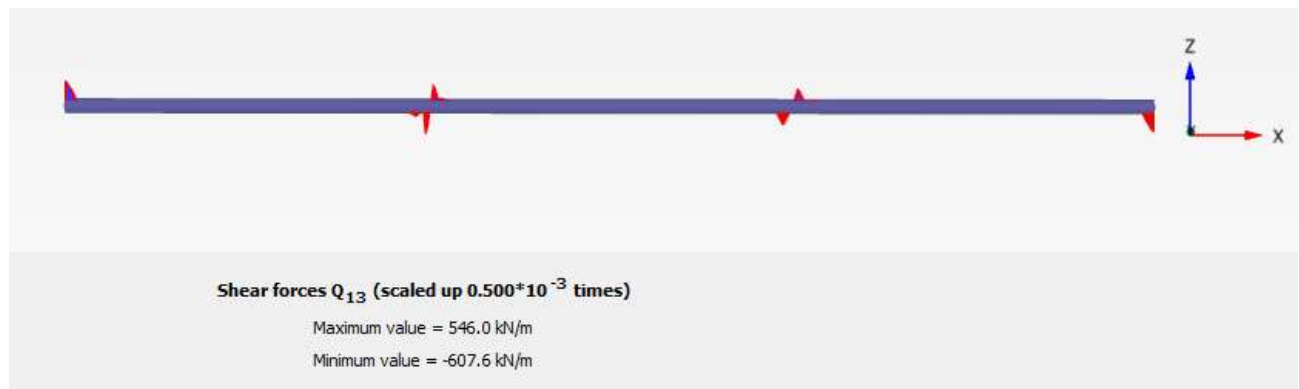 Z
X
Shear forces Q13 (scaled up 0.500*10-3 times)
Maximum value = 546.0 kN/m
Minimum value = -607.6 kN/m